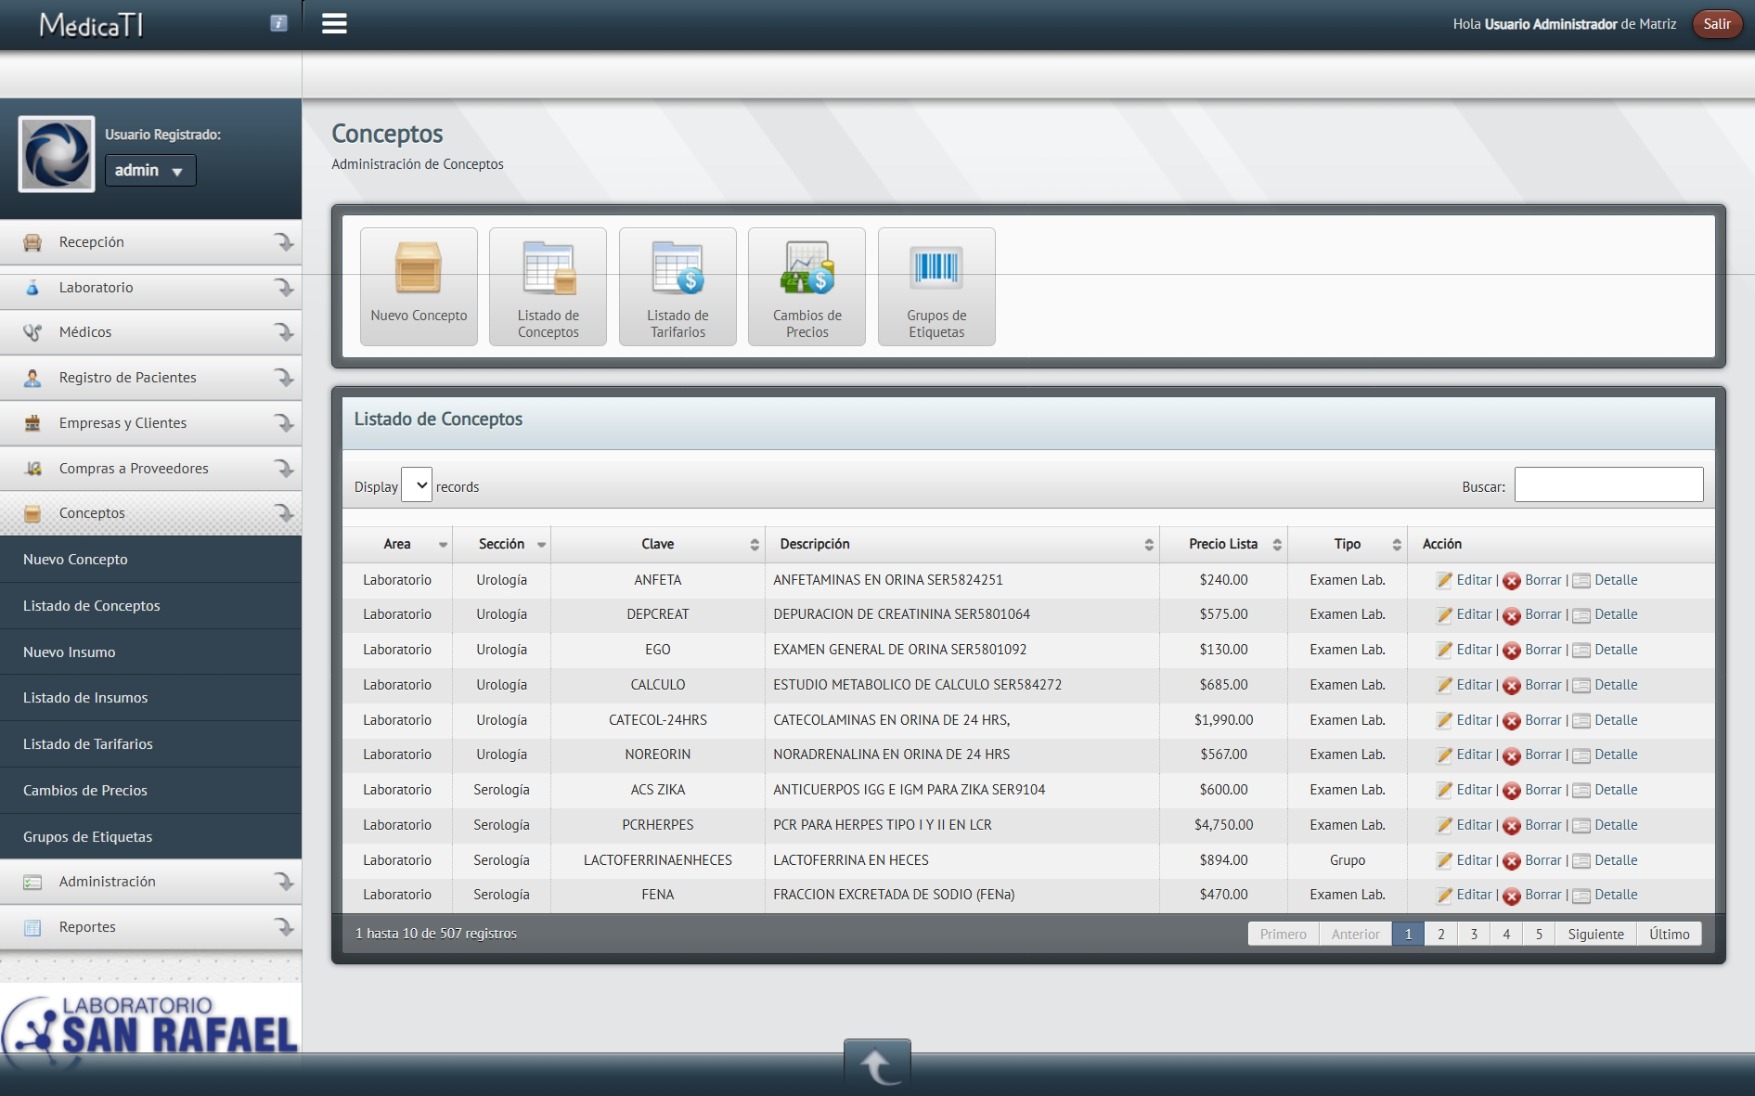 MédicaTI
Hola Usuario Administrador de Matriz
Salir
Usuario Registrado:
admin
Recepción
Laboratorio
Médicos
Registro de Pacientes
Empresas y Clientes
Compras a Proveedores
Conceptos
Nuevo Concepto
Listado de Conceptos
Nuevo Insumo
Listado de Insumos
Listado de Tarifarios
Cambios de Precios
Grupos de Etiquetas
Administración
Reportes
LABORATORIO
SAN RAFAEL
Conceptos
Administración de Conceptos
Nuevo Concepto
Listado de
Conceptos
Listado de
Tarifarios
Cambios de
Precios
Grupos de
Etiquetas
Listado de Conceptos
Display records
Buscar:
Area Sección Clave Descripción Precio Lista Tipo Acción
Laboratorio Urología ANFETA ANFETAMINAS EN ORINA SER5824251 $240.00 Examen Lab. Editar | Borrar | Detalle
Laboratorio Urología DEPCREAT DEPURACION DE CREATININA SER5801064 $575.00 Examen Lab. Editar | Borrar | Detalle
Laboratorio Urología EGO EXAMEN GENERAL DE ORINA SER5801092 $130.00 Examen Lab. Editar | Borrar | Detalle
Laboratorio Urología CALCULO ESTUDIO METABOLICO DE CALCULO SER584272 $685.00 Examen Lab. Editar | Borrar | Detalle
Laboratorio Urología CATECOL-24HRS CATECOLAMINAS EN ORINA DE 24 HRS, $1,990.00 Examen Lab. Editar | Borrar | Detalle
Laboratorio Urología NOREORIN NORADRENALINA EN ORINA DE 24 HRS $567.00 Examen Lab. Editar | Borrar | Detalle
Laboratorio Serología ACS ZIKA ANTICUERPOS IGG E IGM PARA ZIKA SER9104 $600.00 Examen Lab. Editar | Borrar | Detalle
Laboratorio Serología PCRHERPES PCR PARA HERPES TIPO I Y II EN LCR $4,750.00 Examen Lab. Editar | Borrar | Detalle
Laboratorio Serología LACTOFERRINAENHECES LACTOFERRINA EN HECES $894.00 Grupo Editar | Borrar | Detalle
Laboratorio Serología FENA FRACCION EXCRETADA DE SODIO (FENa) $470.00 Examen Lab. Editar | Borrar | Detalle
1 hasta 10 de 507 registros
Primero Anterior 1 2 3 4 5 Siguiente Último